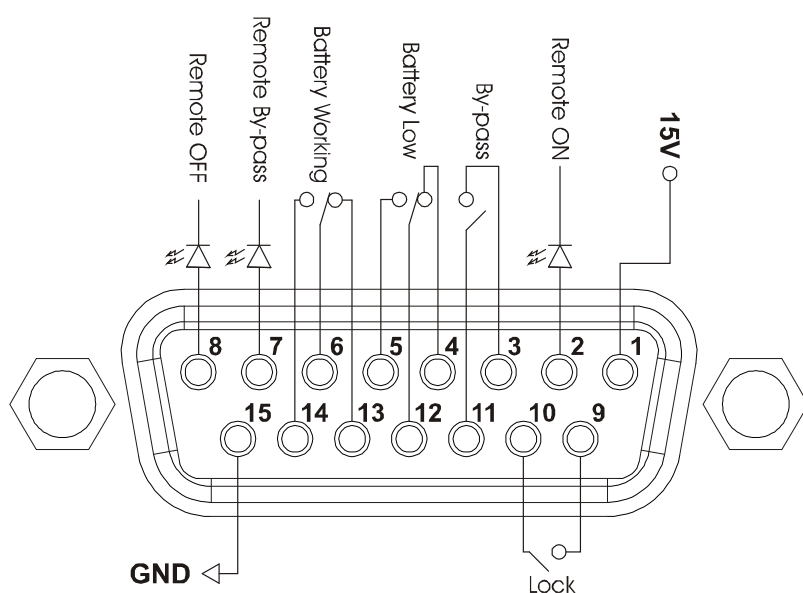 Remote OFF
Remote By-pass
Battery Working
Battery Low
By-pass
Remote ON
15V
8 7 6 5 4 3 2 1
15 14 13 12 11 10 9
GND
Lock